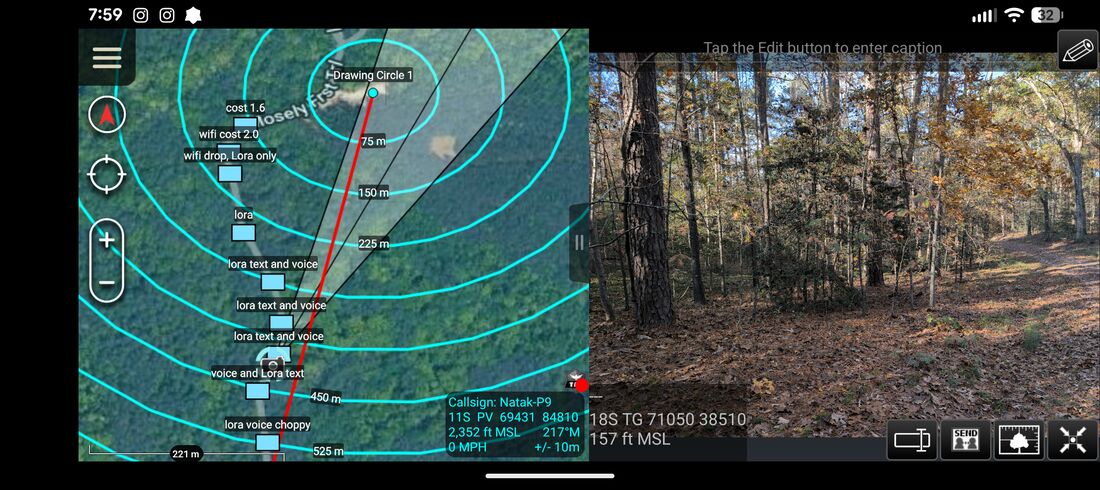 7:59
32
Tap the Edit button to enter caption
Drawing Circle 1
cost 1.6
Mosely Frst Trl
wifi cost 2.0
75 m
wifi drop, Lora only
150 m
lora
225 m
lora text and voice
lora text and voice
lora text and voice
voice and Lora text
450 m
Callsign: Natak-P9
11S PV 69431 84810
2,352 ft MSL 217°M
0 MPH +/- 10m
lora voice choppy
221 m
525 m
18S TG 71050 38510
157 ft MSL
SEND